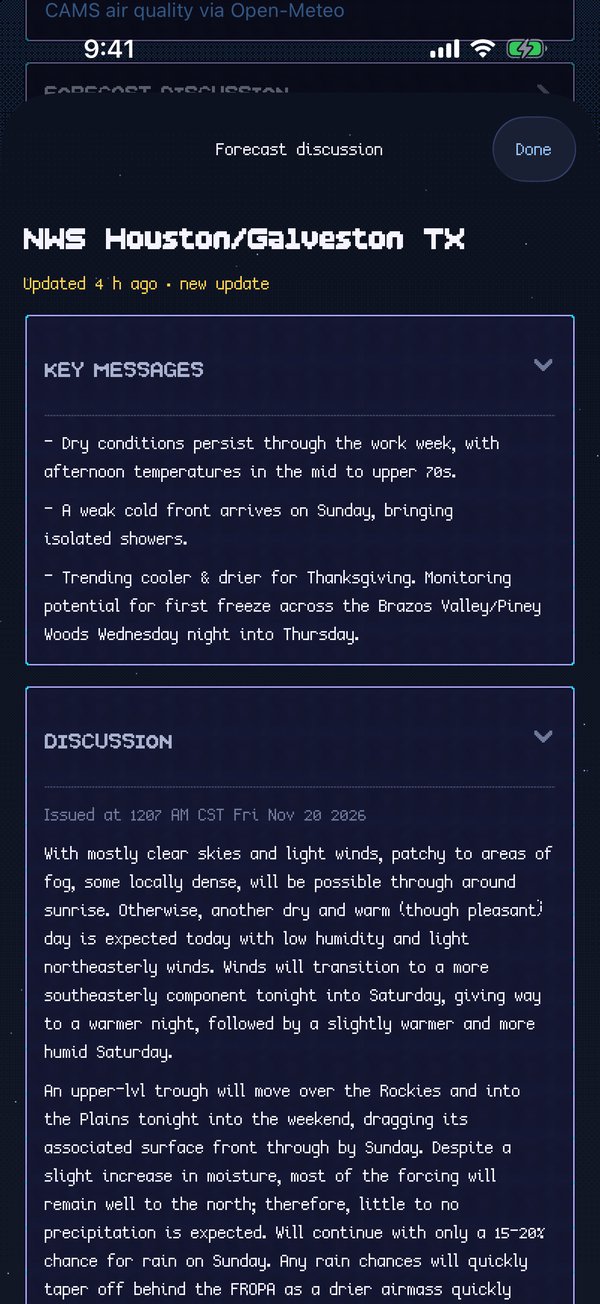 CAMS air quality via Open-Meteo
9:41
FORECAST DISCUSSION
Forecast discussion
Done
NWS Houston/Galveston TX
Updated 4 h ago · new update
KEY MESSAGES
- Dry conditions persist through the work week, with
afternoon temperatures in the mid to upper 70s.
- A weak cold front arrives on Sunday, bringing
isolated showers.
- Trending cooler & drier for Thanksgiving. Monitoring
potential for first freeze across the Brazos Valley/Piney
Woods Wednesday night into Thursday.
DISCUSSION
Issued at 1207 AM CST Fri Nov 20 2026
With mostly clear skies and light winds, patchy to areas of
fog, some locally dense, will be possible through around
sunrise. Otherwise, another dry and warm (though pleasant)
day is expected today with low humidity and light
northeasterly winds. Winds will transition to a more
southeasterly component tonight into Saturday, giving way
to a warmer night, followed by a slightly warmer and more
humid Saturday.
An upper-lvl trough will move over the Rockies and into
the Plains tonight into the weekend, dragging its
associated surface front through by Sunday. Despite a
slight increase in moisture, most of the forcing will
remain well to the north; therefore, little to no
precipitation is expected. Will continue with only a 15-20%
chance for rain on Sunday. Any rain chances will quickly
taper off behind the FROPA as a drier airmass quickly